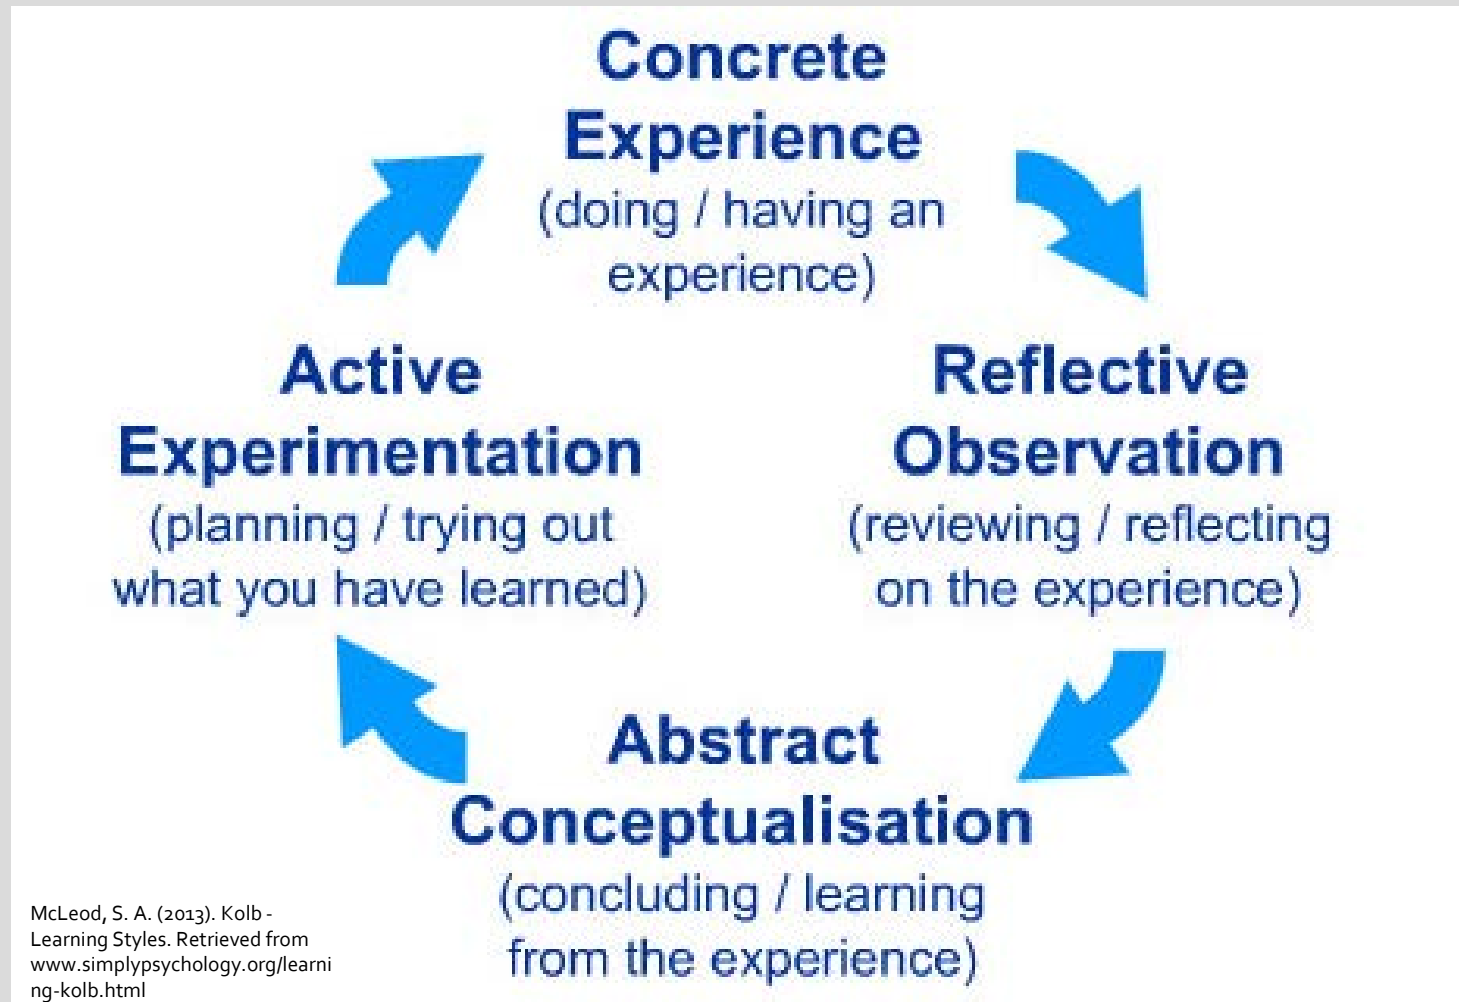 Concrete
Experience
(doing / having an
experience)
Reflective
Observation
(reviewing / reflecting
on the experience)
Abstract
Conceptualisation
(concluding / learning
from the experience)
Active
Experimentation
(planning / trying out
what you have learned)
McLeod, S. A. (2013). Kolb -
Learning Styles. Retrieved from
www.simplypsychology.org/learni
ng-kolb.html